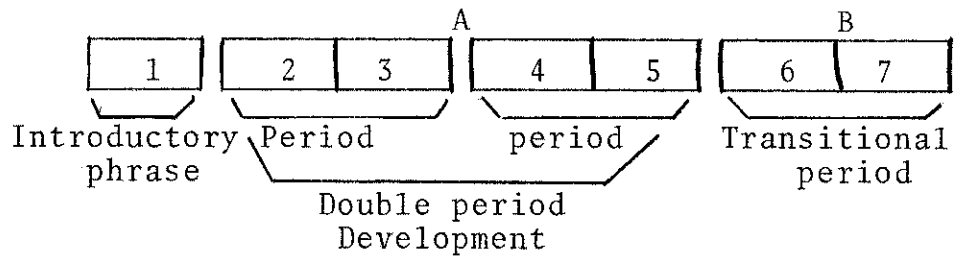 A B
1 2 3 4 5 6 7
Introductory Period period Transitional
phrase period
Double period
Development